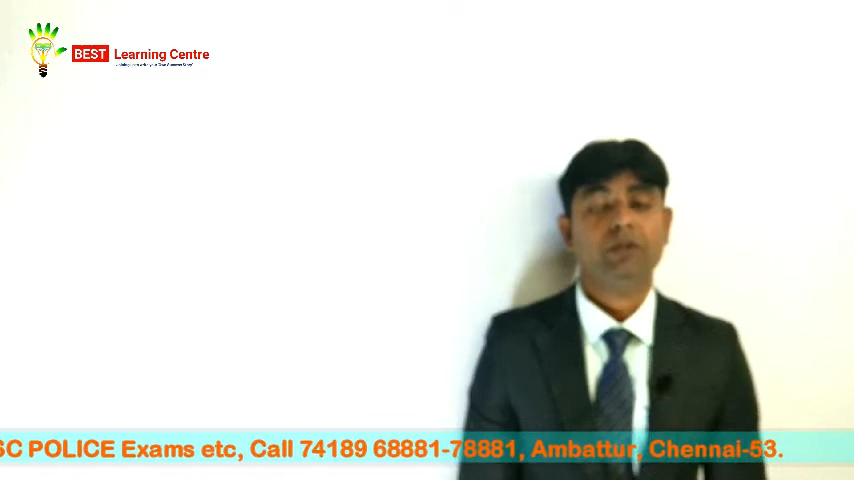 BEST Learning Centre
SC POLICE Exams etc, Call 74189 68881-78881, Ambattur, Chennai-53.